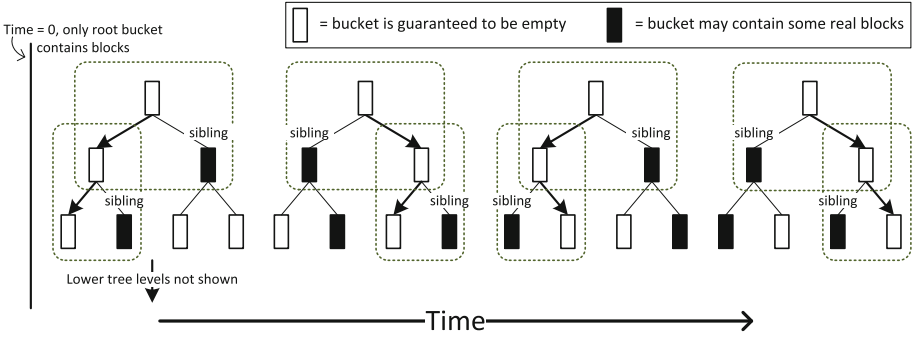 = bucket is guaranteed to be empty
= bucket may contain some real blocks
Time = 0, only root bucket
contains blocks
sibling
sibling
sibling
sibling
sibling
sibling
sibling
sibling
Lower tree levels not shown
Time